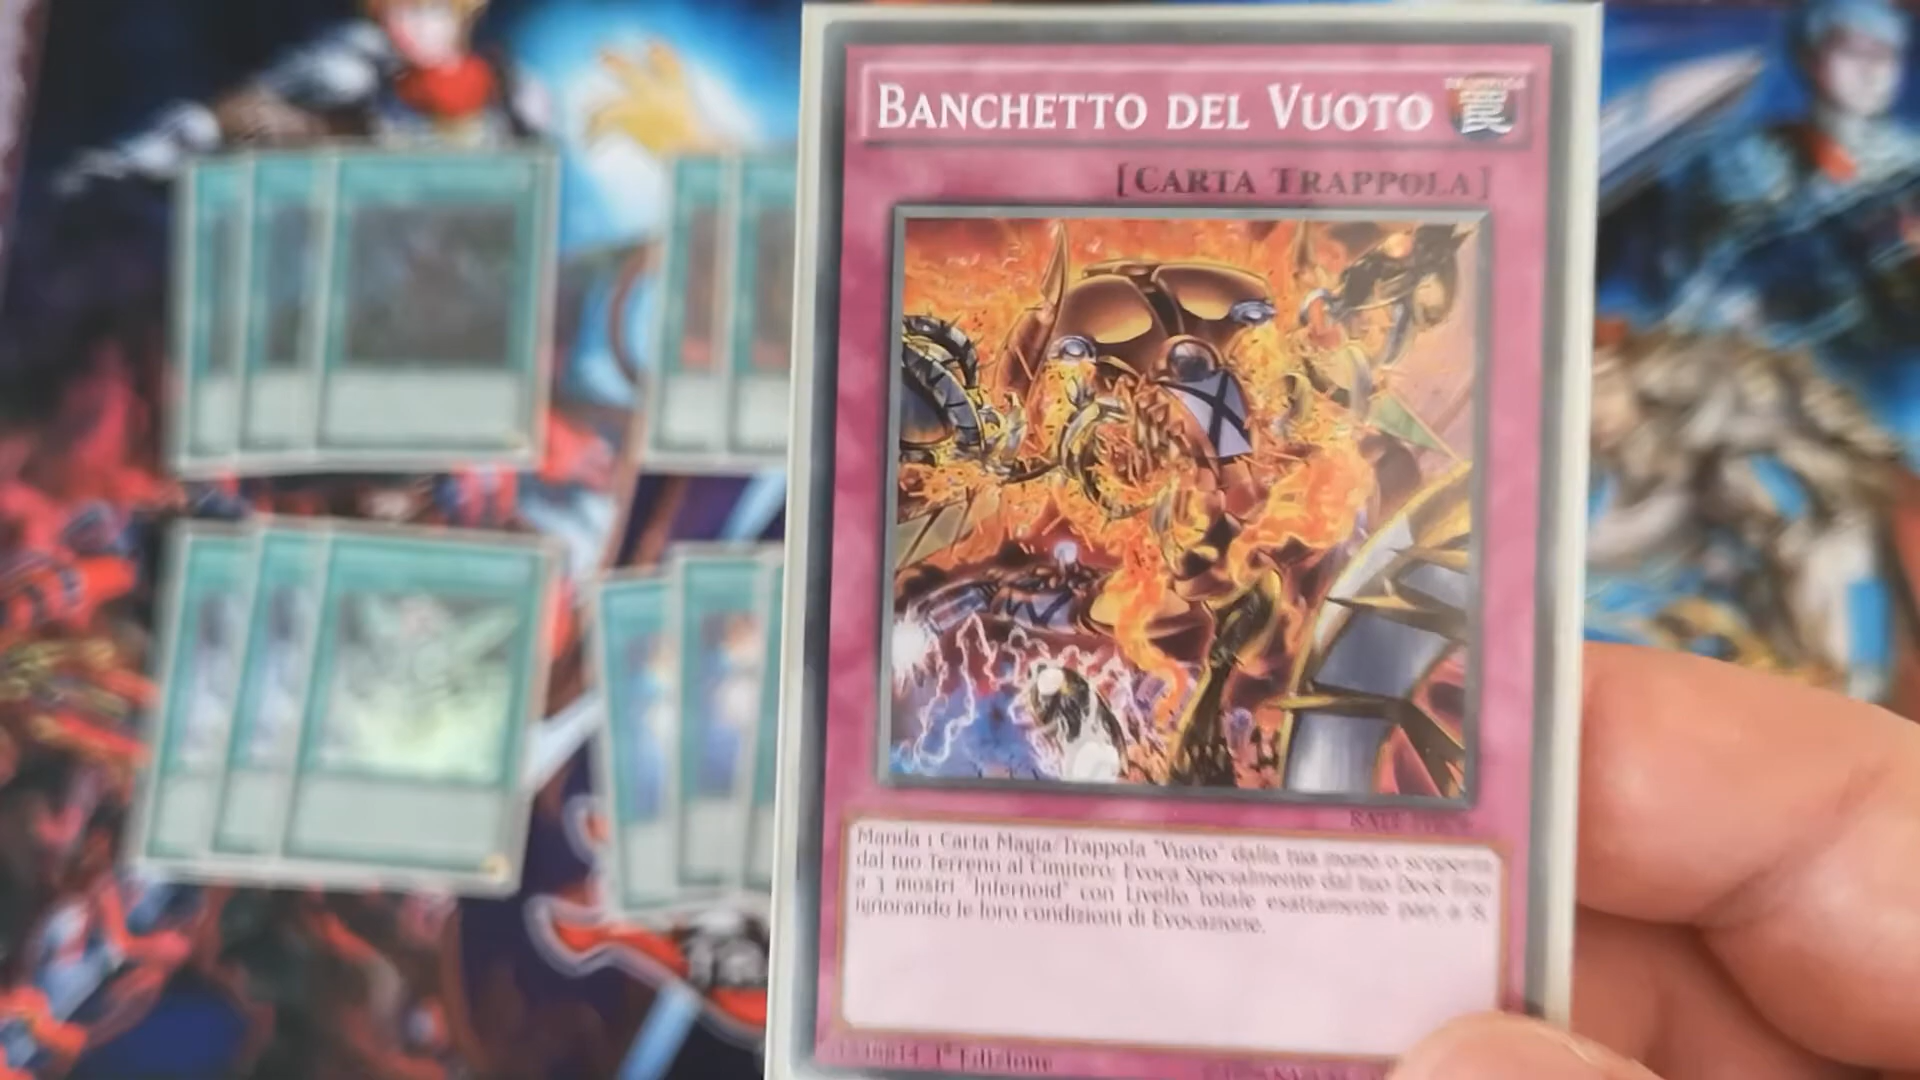 Banchetto del Vuoto
[Carta Trappola]
Manda 1 Carta Magia/Trappola "Vuoto" dalla tua mano o scoperta
dal tuo Terreno al Cimitero; Evoca Specialmente dal tuo Deck fino
a 3 mostri "Infernoid" con Livello totale esattamente pari a 8,
ignorando le loro condizioni di Evocazione.
1ª Edizione